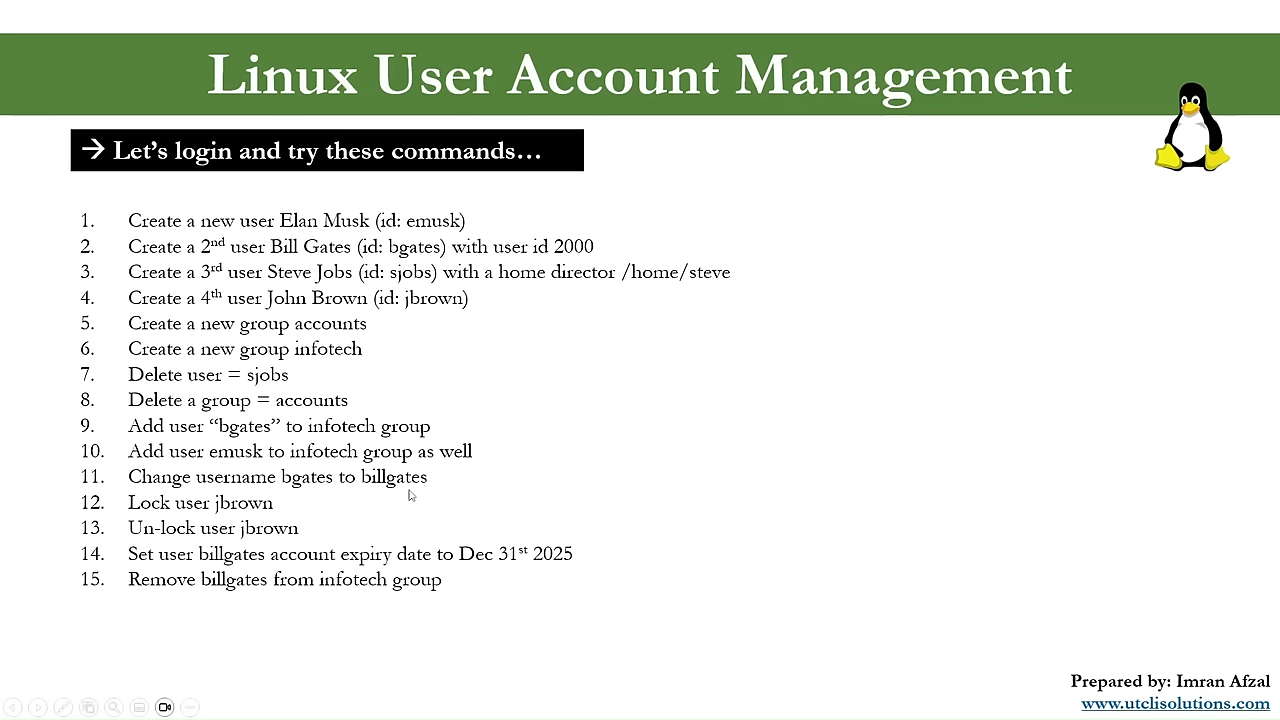 Linux User Account Management
→ Let's login and try these commands…
1. Create a new user Elan Musk (id: emusk)
2. Create a 2nd user Bill Gates (id: bgates) with user id 2000
3. Create a 3rd user Steve Jobs (id: sjobs) with a home director /home/steve
4. Create a 4th user John Brown (id: jbrown)
5. Create a new group accounts
6. Create a new group infotech
7. Delete user = sjobs
8. Delete a group = accounts
9. Add user “bgates” to infotech group
10. Add user emusk to infotech group as well
11. Change username bgates to billgates
12. Lock user jbrown
13. Un-lock user jbrown
14. Set user billgates account expiry date to Dec 31st 2025
15. Remove billgates from infotech group
Prepared by: Imran Afzal
www.utclisolutions.com